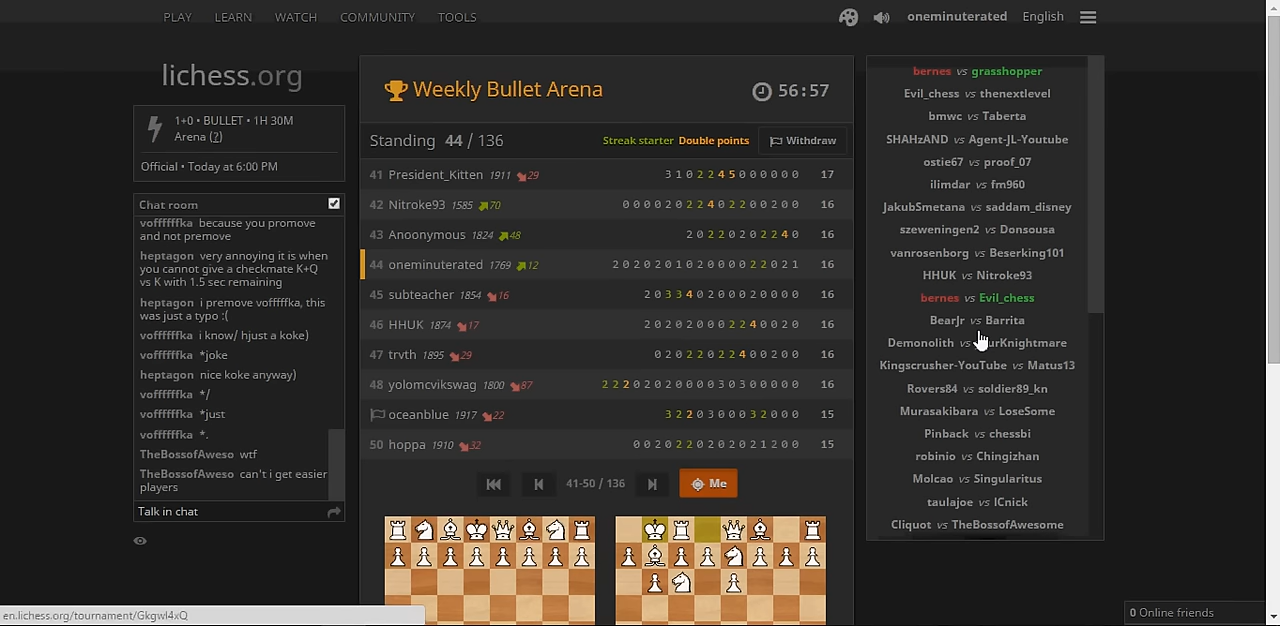 PLAY LEARN WATCH COMMUNITY TOOLS
oneminuterated English
lichess.org
1+0 • BULLET • 1H 30M
Arena (?)
Official • Today at 6:00 PM
Chat room
voffffffka because you promove
and not premove
heptagon very annoying it is when
you cannot give a checkmate K+Q
vs K with 1.5 sec remaining
heptagon i premove voffffffka, this
was just a typo :(
voffffffka i know/ hjust a koke)
voffffffka *joke
heptagon nice koke anyway)
voffffffka */
voffffffka *just
voffffffka *.
TheBossofAweso wtf
TheBossofAweso can't i get easier
players
Talk in chat
Weekly Bullet Arena 56:57
Standing 44 / 136 Streak starter Double points Withdraw
41 President_Kitten 1911 29 3 1 0 2 2 4 5 0 0 0 0 0 0 17
42 Nitroke93 1585 70 0 0 0 0 2 0 2 2 4 0 2 2 0 0 2 0 0 16
43 Anoonymous 1824 48 2 0 2 2 0 2 0 2 2 4 0 16
44 oneminuterated 1769 12 2 0 2 0 2 0 1 0 2 0 0 0 0 2 2 0 2 1 16
45 subteacher 1854 16 2 0 3 3 4 0 2 0 0 0 2 0 0 0 0 16
46 HHUK 1874 17 2 0 2 0 2 0 0 0 2 2 4 0 0 2 0 16
47 trvth 1895 29 0 2 0 2 2 0 2 2 4 0 0 2 0 0 16
48 yolomcvikswag 1800 87 2 2 2 0 2 0 2 0 0 0 0 3 0 3 0 0 0 0 0 16
oceanblue 1917 22 3 2 2 0 3 0 0 0 3 2 0 0 0 15
50 hoppa 1910 32 0 0 2 0 2 2 0 2 0 2 0 2 1 2 0 0 15
41-50 / 136 Me
bernes vs grasshopper
Evil_chess vs thenextlevel
bmwc vs Taberta
SHAHzAND vs Agent-JL-Youtube
ostie67 vs proof_07
ilimdar vs fm960
JakubSmetana vs saddam_disney
szeweningen2 vs Donsousa
vanrosenborg vs Beserking101
HHUK vs Nitroke93
bernes vs Evil_chess
BearJr vs Barrita
Demonolith vs urKnightmare
Kingscrusher-YouTube vs Matus13
Rovers84 vs soldier89_kn
Murasakibara vs LoseSome
Pinback vs chessbi
robinio vs Chingizhan
Molcao vs Singularitus
taulajoe vs ICnick
Cliquot vs TheBossofAwesome
en.lichess.org/tournament/Gkgwl4xQ
0 Online friends